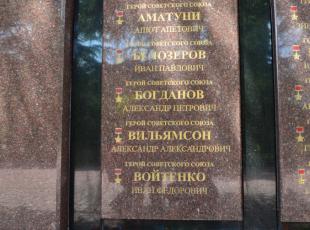 ГЕРОЙ СОВЕТСКОГО СОЮЗА
АМАТУНИ
АШОТ АПЕТОВИЧ
ГЕРОЙ СОВЕТСКОГО СОЮЗА
БЕЛОЗЕРОВ
ИВАН ПАВЛОВИЧ
ГЕРОЙ СОВЕТСКОГО СОЮЗА
БОГДАНОВ
АЛЕКСАНДР ПЕТРОВИЧ
ГЕРОЙ СОВЕТСКОГО СОЮЗА
ВИЛЬЯМСОН
АЛЕКСАНДР АЛЕКСАНДРОВИЧ
ГЕРОЙ СОВЕТСКОГО СОЮЗА
ВОЙТЕНКО
ИВАН ФЕДОРОВИЧ